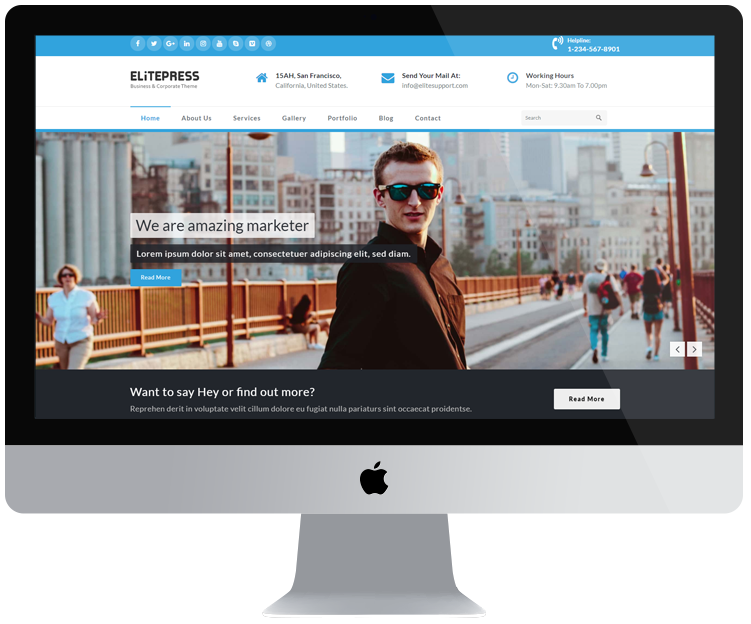 Helpline:
1-234-567-8901
ELiTEPRESS
Business & Corporate Theme
15AH, San Francisco,
California, United States.
Send Your Mail At:
info@elitesupport.com
Working Hours
Mon-Sat: 9.30am To 7.00pm
Home About Us Services Gallery Portfolio Blog Contact Search
We are amazing marketer
Lorem ipsum dolor sit amet, consectetuer adipiscing elit, sed diam.
Read More
Want to say Hey or find out more?
Reprehen derit in voluptate velit cillum dolore eu fugiat nulla pariaturs sint occaecat proidentse.
Read More